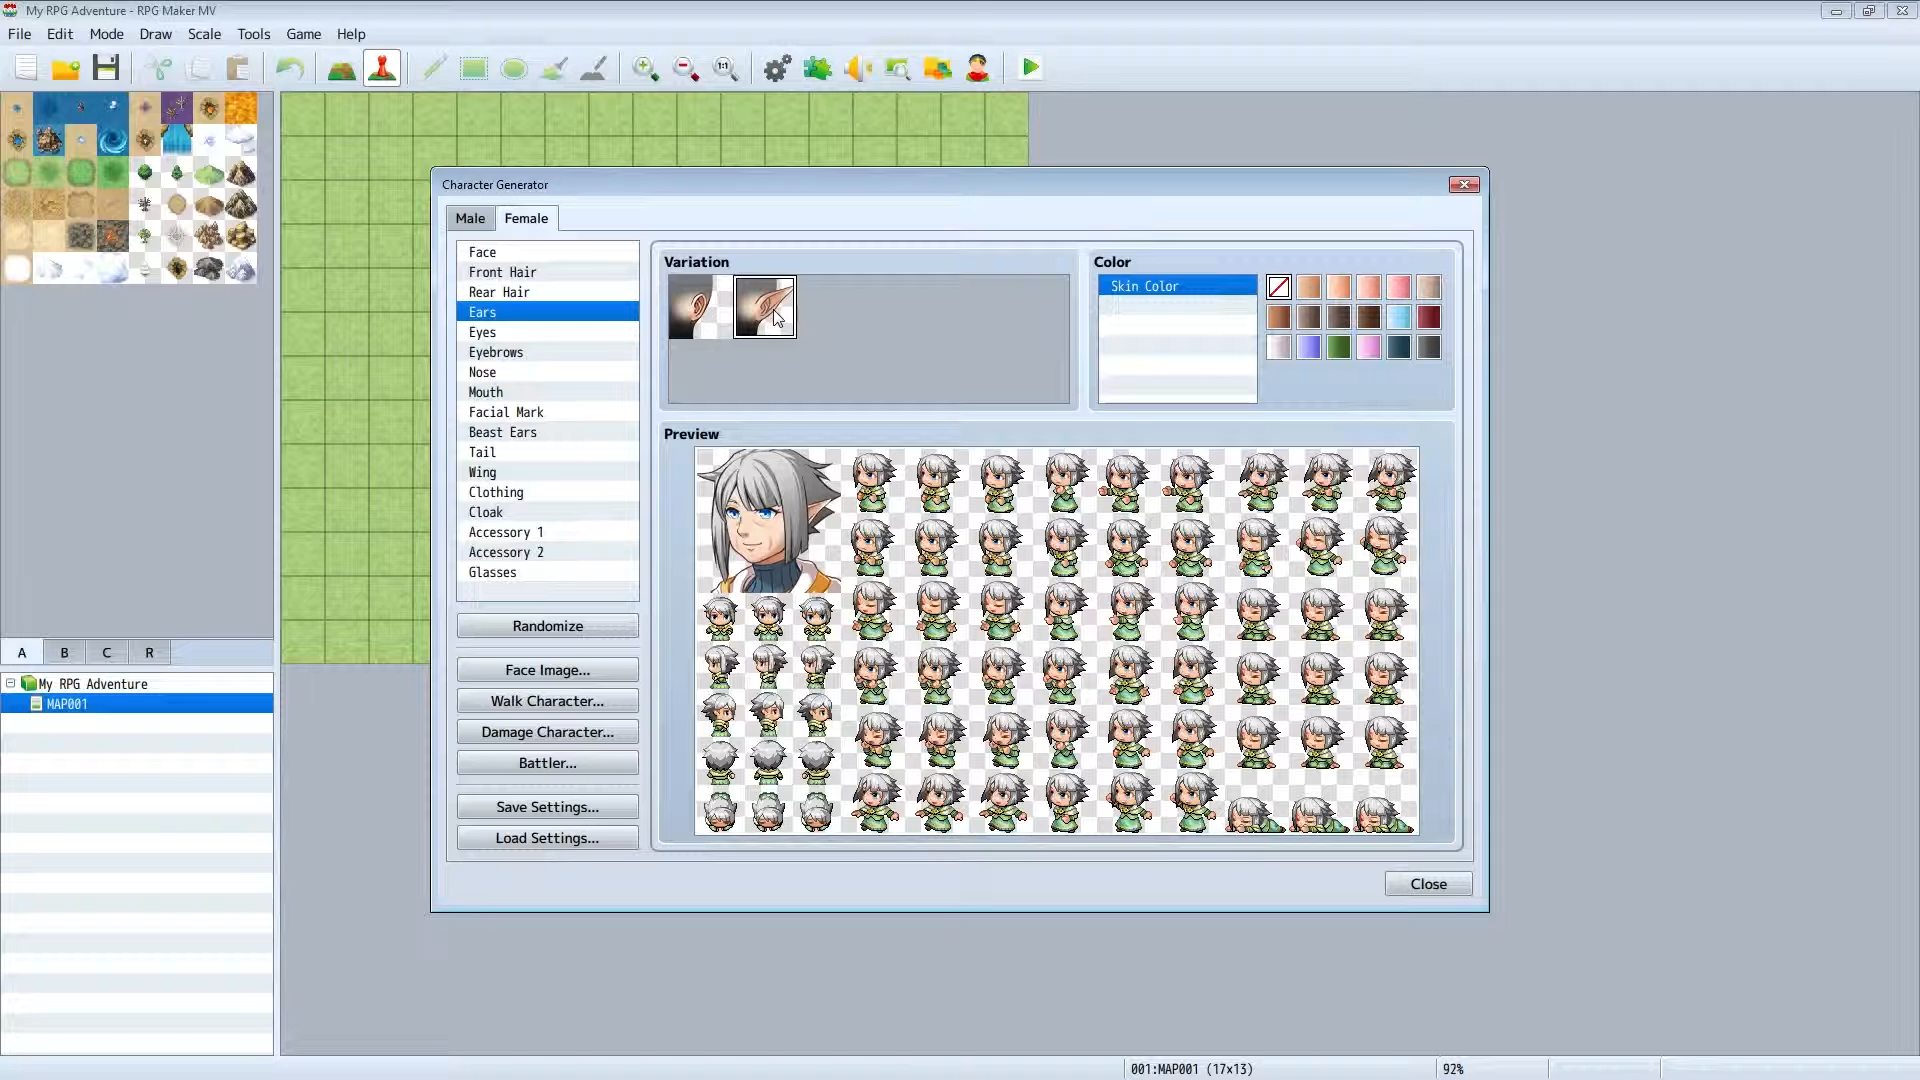 My RPG Adventure - RPG Maker MV
File Edit Mode Draw Scale Tools Game Help
1:1
Character Generator
Male Female
Face
Front Hair
Rear Hair
Ears
Eyes
Eyebrows
Nose
Mouth
Facial Mark
Beast Ears
Tail
Wing
Clothing
Cloak
Accessory 1
Accessory 2
Glasses
Randomize
Face Image...
Walk Character...
Damage Character...
Battler...
Save Settings...
Load Settings...
Variation
Color
Skin Color
Preview
Close
A B C R
My RPG Adventure
MAP001
001:MAP001 (17x13) 92%